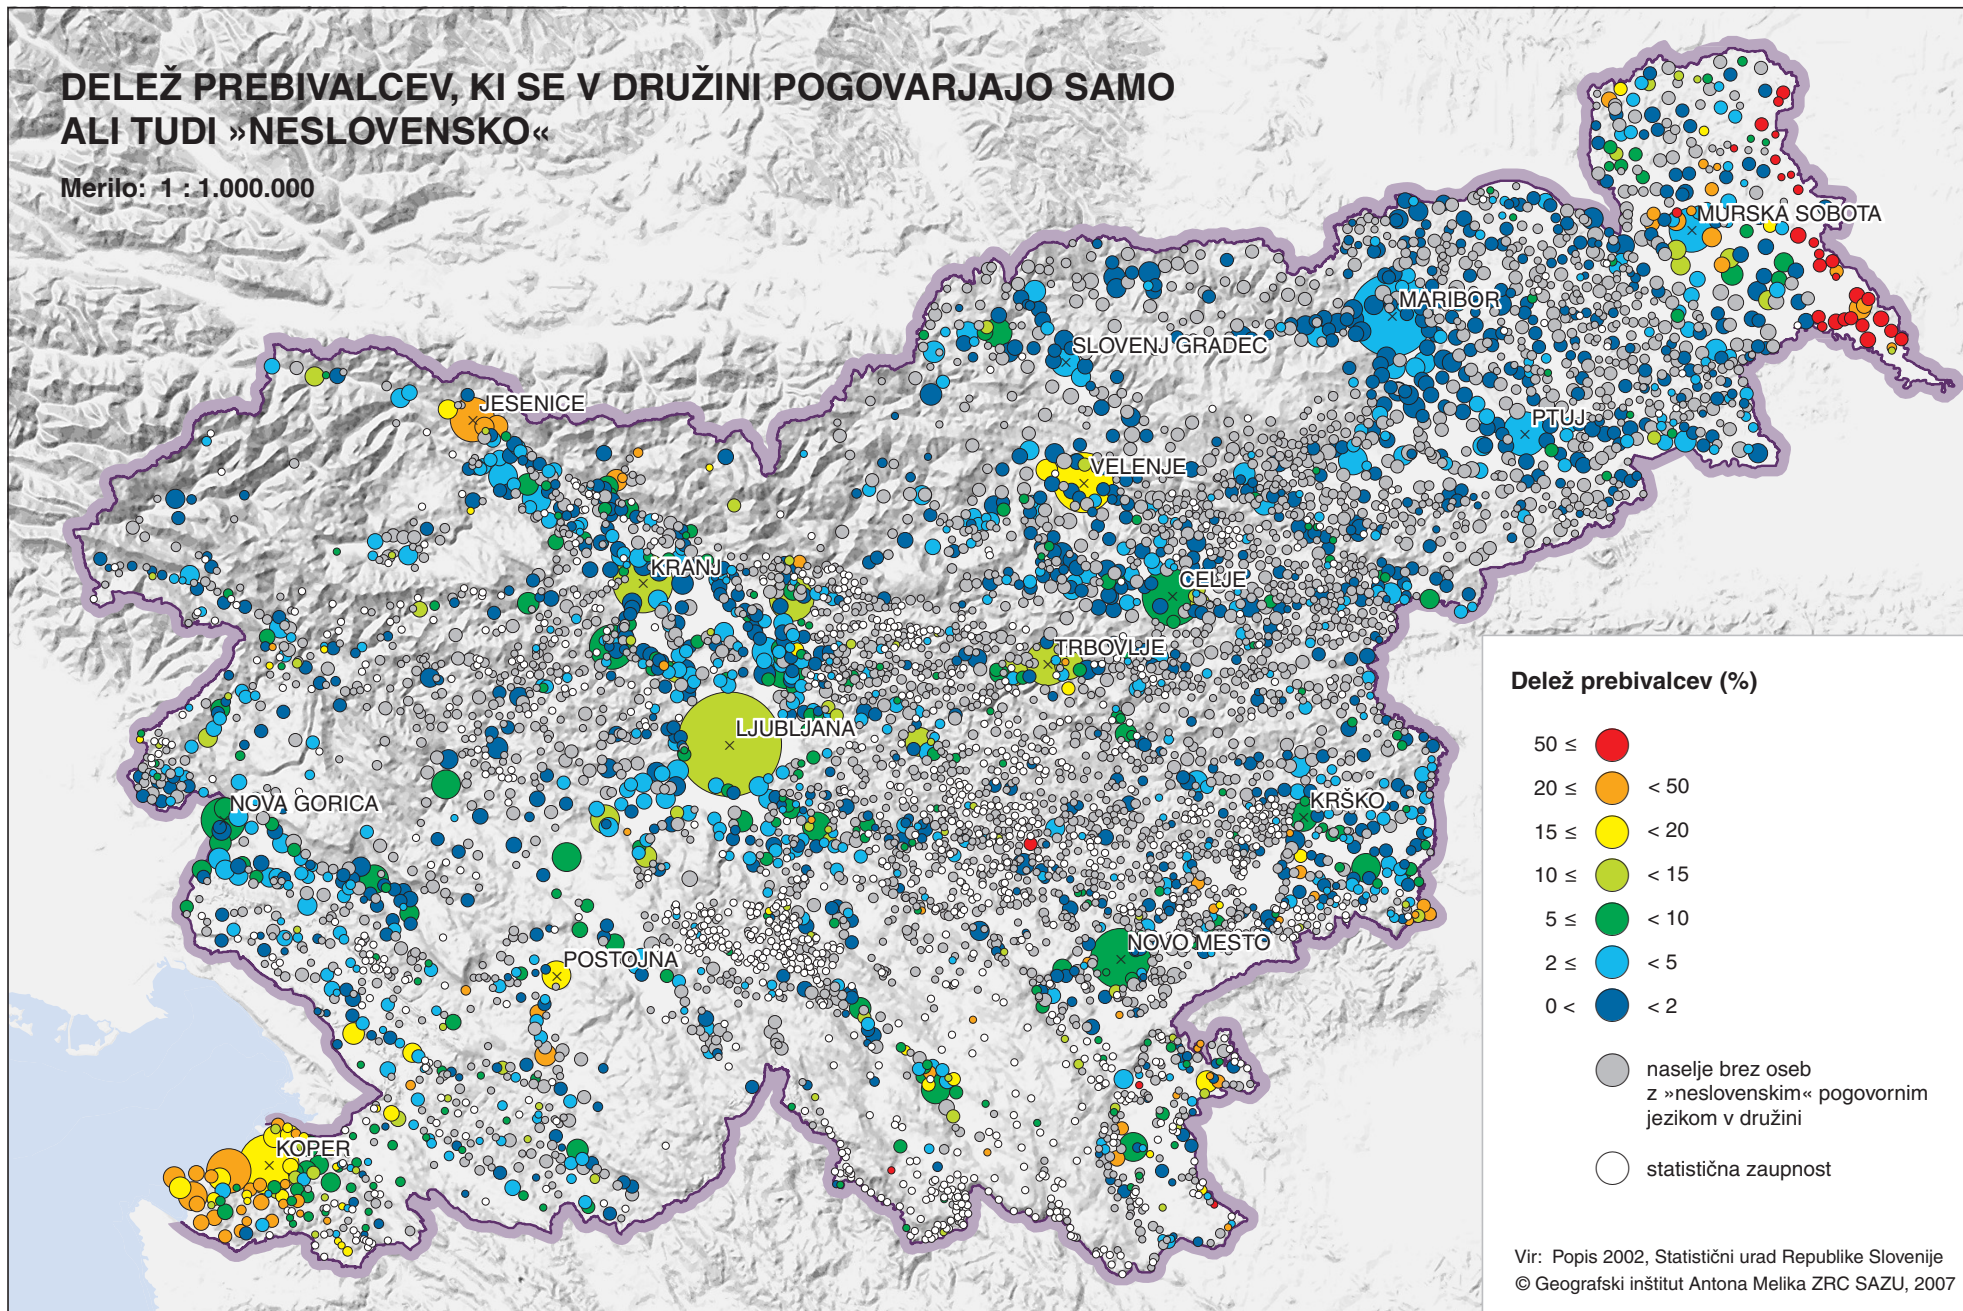 DELEŽ PREBIVALCEV, KI SE V DRUŽINI POGOVARJAJO SAMO
ALI TUDI »NESLOVENSKO«
Merilo: 1 : 1.000.000
MURSKA SOBOTA
MARIBOR
SLOVENJ GRADEC
JESENICE
PTUJ
VELENJE
KRANJ
CELJE
TRBOVLJE
LJUBLJANA
NOVA GORICA
KRŠKO
POSTOJNA
NOVO MESTO
KOPER
Delež prebivalcev (%)
50 ≤
20 ≤ < 50
15 ≤ < 20
10 ≤ < 15
5 ≤ < 10
2 ≤ < 5
0 < < 2
naselje brez oseb
z »neslovenskim« pogovornim
jezikom v družini
statistična zaupnost
Vir: Popis 2002, Statistični urad Republike Slovenije
© Geografski inštitut Antona Melika ZRC SAZU, 2007